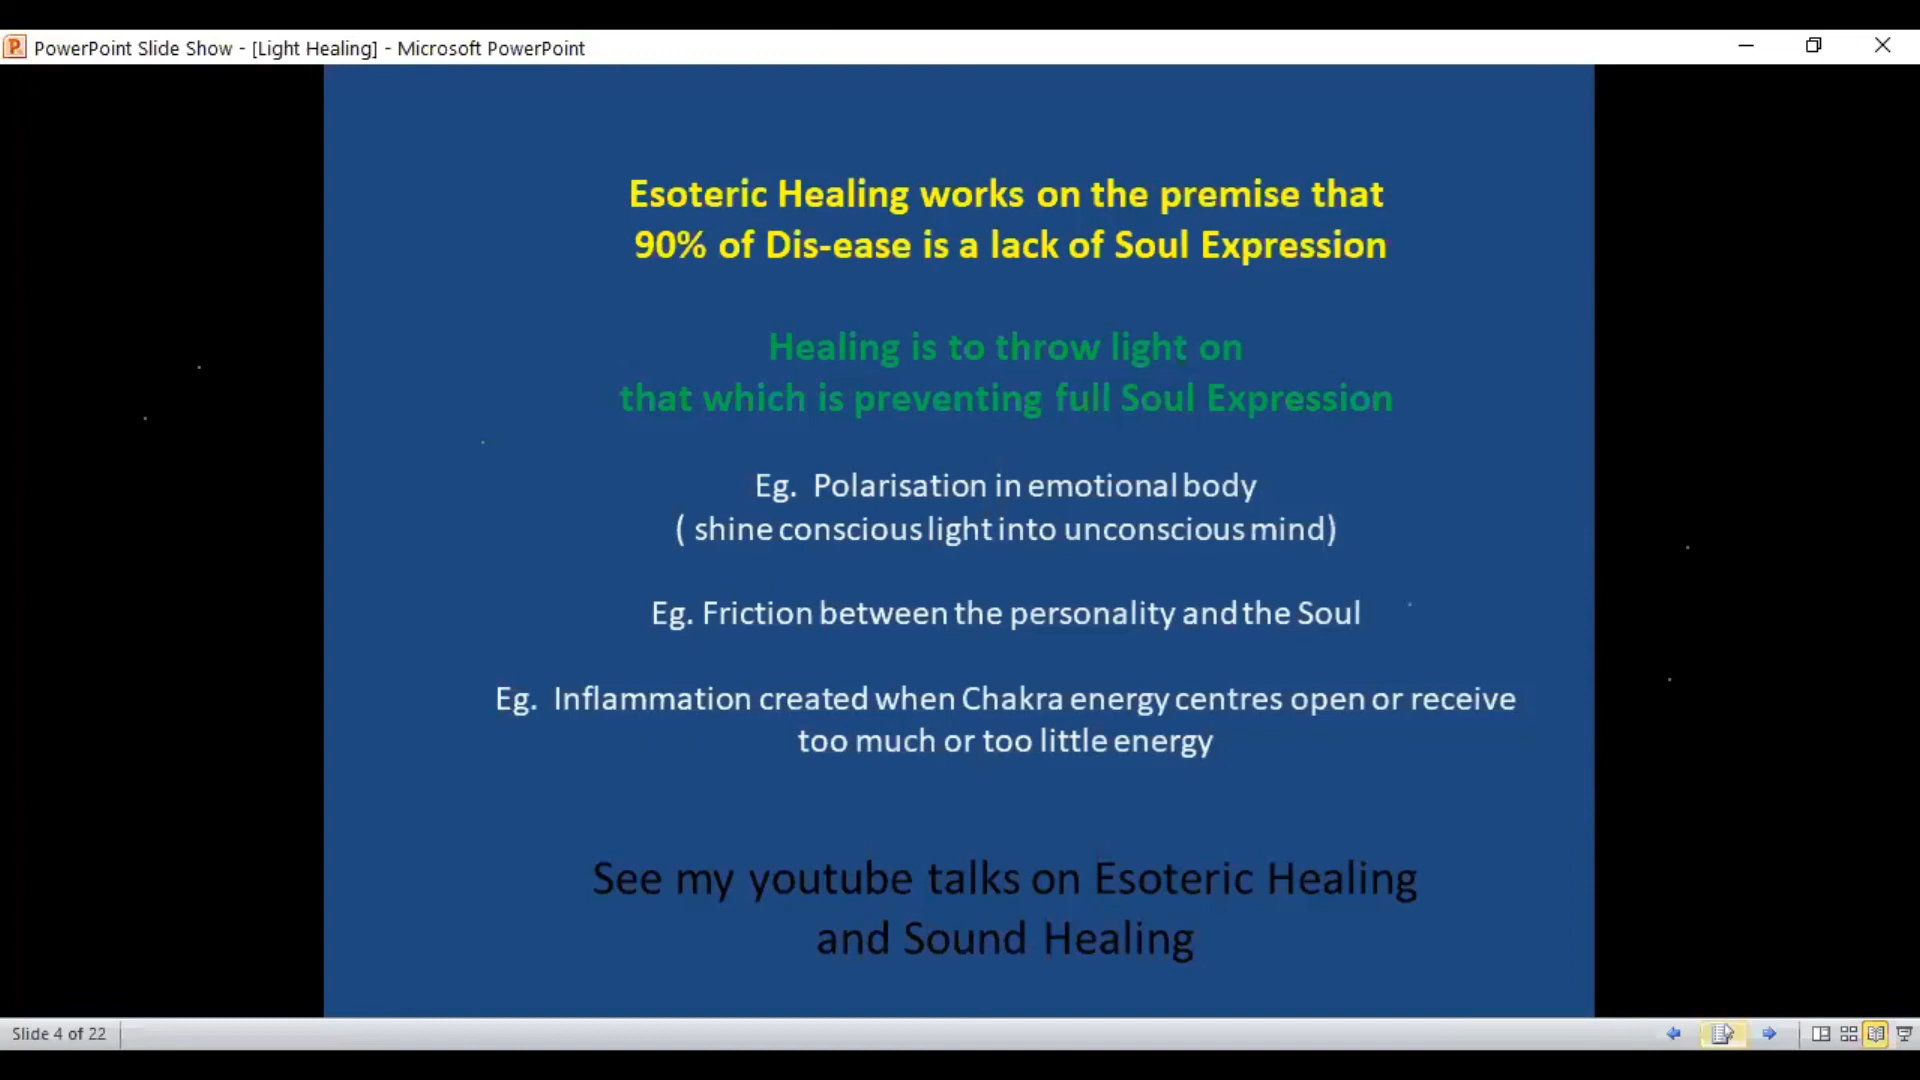 PowerPoint Slide Show - [Light Healing] - Microsoft PowerPoint
Esoteric Healing works on the premise that
90% of Dis-ease is a lack of Soul Expression
Healing is to throw light on
that which is preventing full Soul Expression
Eg. Polarisation in emotional body
( shine conscious light into unconscious mind)
Eg. Friction between the personality and the Soul
Eg. Inflammation created when Chakra energy centres open or receive
too much or too little energy
See my youtube talks on Esoteric Healing
and Sound Healing
Slide 4 of 22